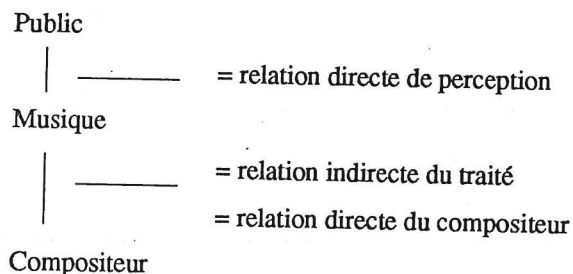 Public
= relation directe de perception
Musique
= relation indirecte du traité
= relation directe du compositeur
Compositeur